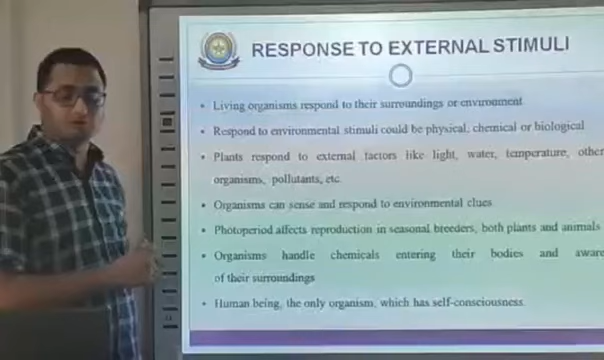 RESPONSE TO EXTERNAL STIMULI
• Living organisms respond to their surroundings or environment
• Respond to environmental stimuli could be physical, chemical or biological
• Plants respond to external factors like light, water, temperature, other
organisms, pollutants, etc.
• Organisms can sense and respond to environmental clues
• Photoperiod affects reproduction in seasonal breeders, both plants and animals
• Organisms handle chemicals entering their bodies and aware
of their surroundings
• Human being, the only organism, which has self-consciousness.